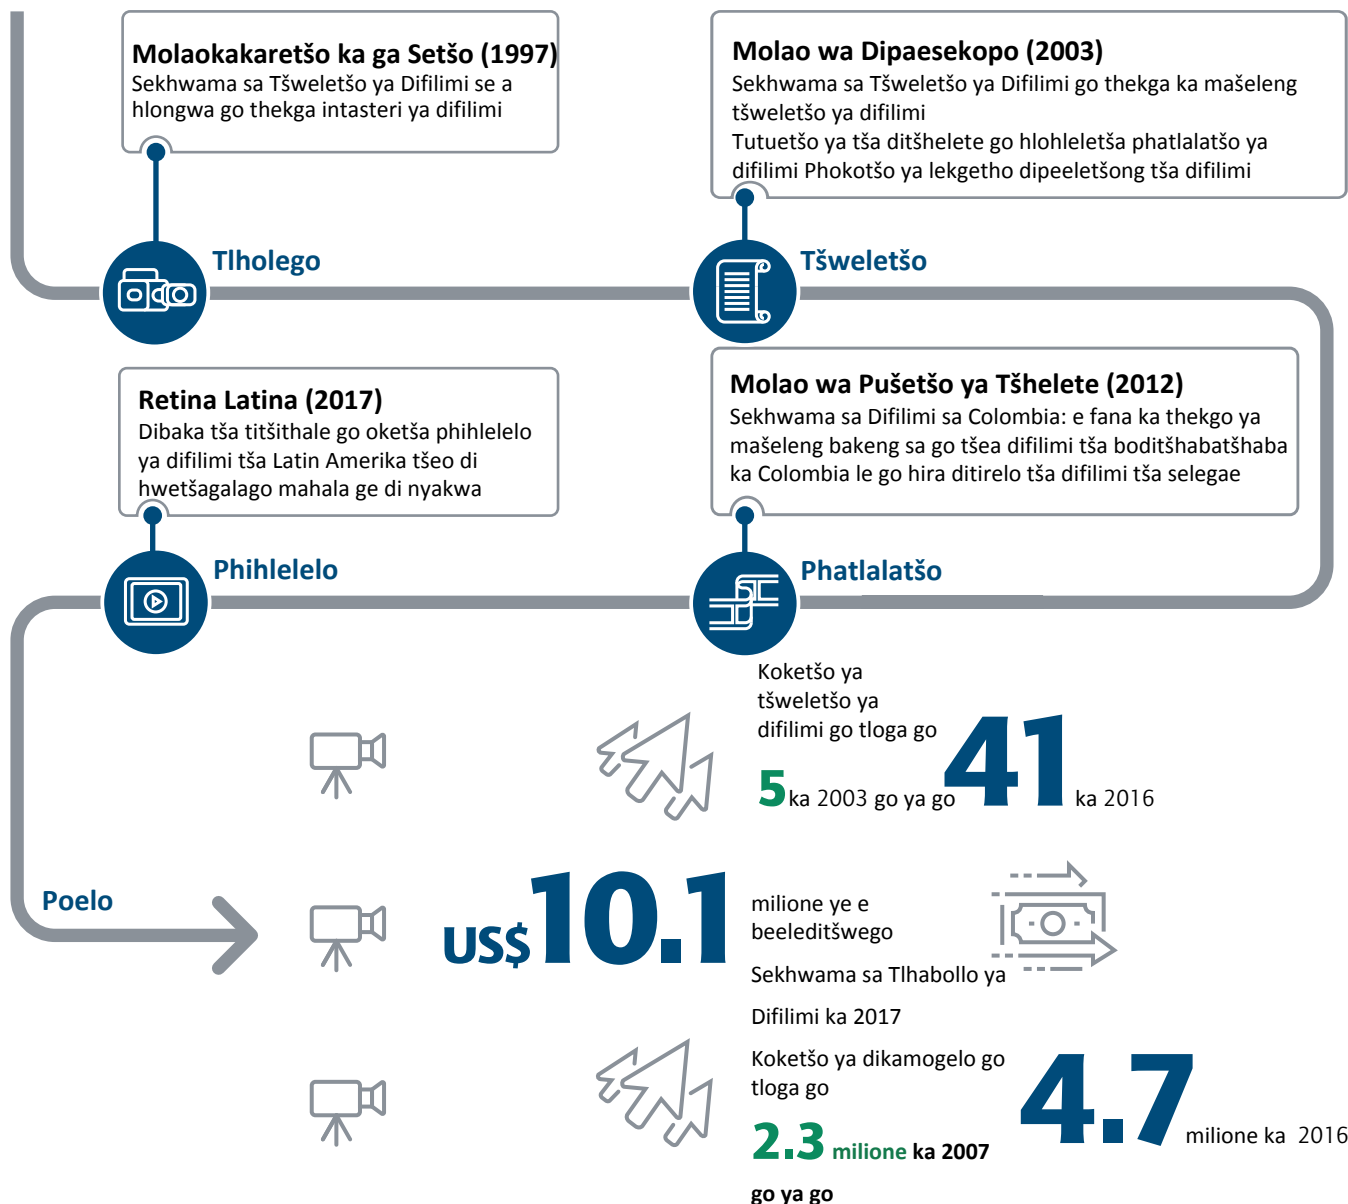 Molaokakaretšo ka ga Setšo (1997)
Sekhwama sa Tšweletšo ya Difilimi se a
hlongwa go thekga intasteri ya difilimi
Molao wa Dipaesekopo (2003)
Sekhwama sa Tšweletšo ya Difilimi go thekga ka mašeleng
tšweletšo ya difilimi
Tutuetšo ya tša ditšhelete go hlohleletša phatlalatšo ya
difilimi Phokotšo ya lekgetho dipeeletšong tša difilimi
Tlholego
Tšweletšo
Retina Latina (2017)
Dibaka tša titšithale go oketša phihlelelo
ya difilimi tša Latin Amerika tšeo di
hwetšagalago mahala ge di nyakwa
Molao wa Pušetšo ya Tšhelete (2012)
Sekhwama sa Difilimi sa Colombia: e fana ka thekgo ya
mašeleng bakeng sa go tšea difilimi tša boditšhabatšhaba
ka Colombia le go hira ditirelo tša difilimi tša selegae
Phihlelelo
Phatlalatšo
Koketšo ya
tšweletšo ya
difilimi go tloga go
5 ka 2003 go ya go 41 ka 2016
Poelo
US$10.1
milione ye e
beeleditšwego
Sekhwama sa Tlhabollo ya
Difilimi ka 2017
Koketšo ya dikamogelo go
tloga go
2.3 milione ka 2007
go ya go
4.7 milione ka 2016